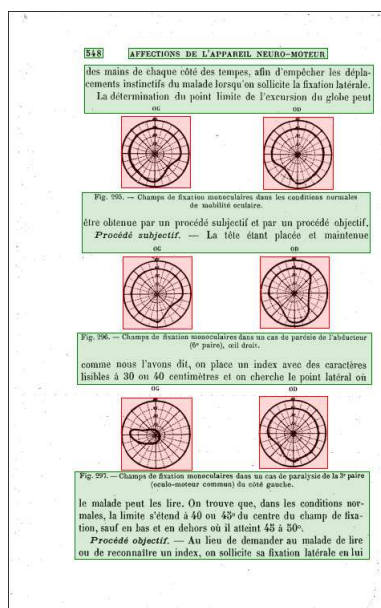 548 AFFECTIONS DE L'APPAREIL NEURO-MOTEUR
des mains de chaque côté des tempes, afin d'empêcher les dépla-
cements instinctifs du malade lorsqu'on sollicite la fixation latérale.
La détermination du point limite de l'excursion du globe peut
OG OD
Fig. 295. — Champs de fixation monoculaires dans les conditions normales
de mobilité oculaire.
être obtenue par un procédé subjectif et par un procédé objectif.
Procédé subjectif. — La tête étant placée et maintenue
OG OD
Fig. 296. — Champs de fixation monoculaires dans un cas de parésie de l'abducteur
(6e paire), œil droit.
comme nous l'avons dit, on place un index avec des caractères
lisibles à 30 ou 40 centimètres et on cherche le point latéral où
OG OD
Fig. 297. — Champs de fixation monoculaires dans un cas de paralysie de la 3e paire
(oculo-moteur commun) du côté gauche.
le malade peut les lire. On trouve que, dans les conditions nor-
males, la limite s'étend à 40 ou 45° du centre du champ de fixa-
tion, sauf en bas et en dehors où il atteint 45 à 50°.
Procédé objectif. — Au lieu de demander au malade de lire
ou de reconnaître un index, on sollicite sa fixation latérale en lui